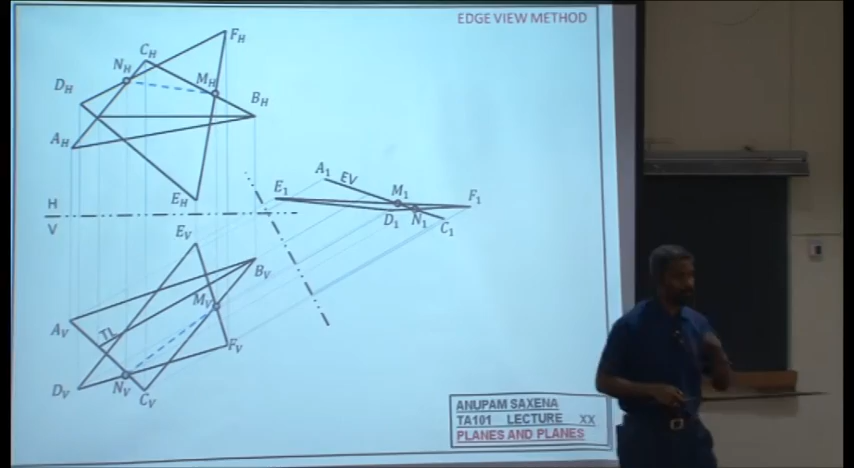 EDGE VIEW METHOD
F_H
C_H
N_H
M_H
D_H
B_H
A_H
E_H
H
V
A_1
EV
E_1
M_1
F_1
D_1
N_1
C_1
E_V
B_V
M_V
A_V
TL
F_V
D_V
N_V
C_V
ANUPAM SAXENA
TA101 LECTURE XX
PLANES AND PLANES